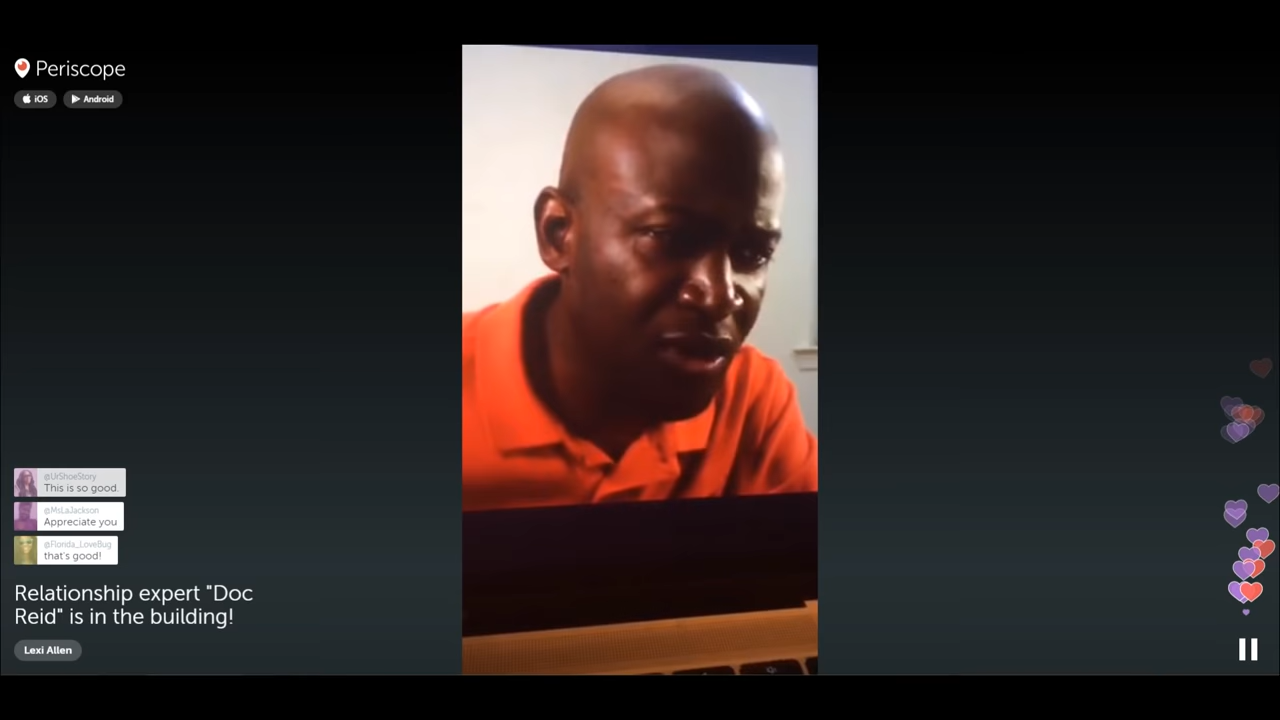 Periscope
iOS
Android
@UrShoeStory
This is so good.
@MsLaJackson
Appreciate you
@Florida_LoveBug
that's good!
Relationship expert "Doc
Reid" is in the building!
Lexi Allen